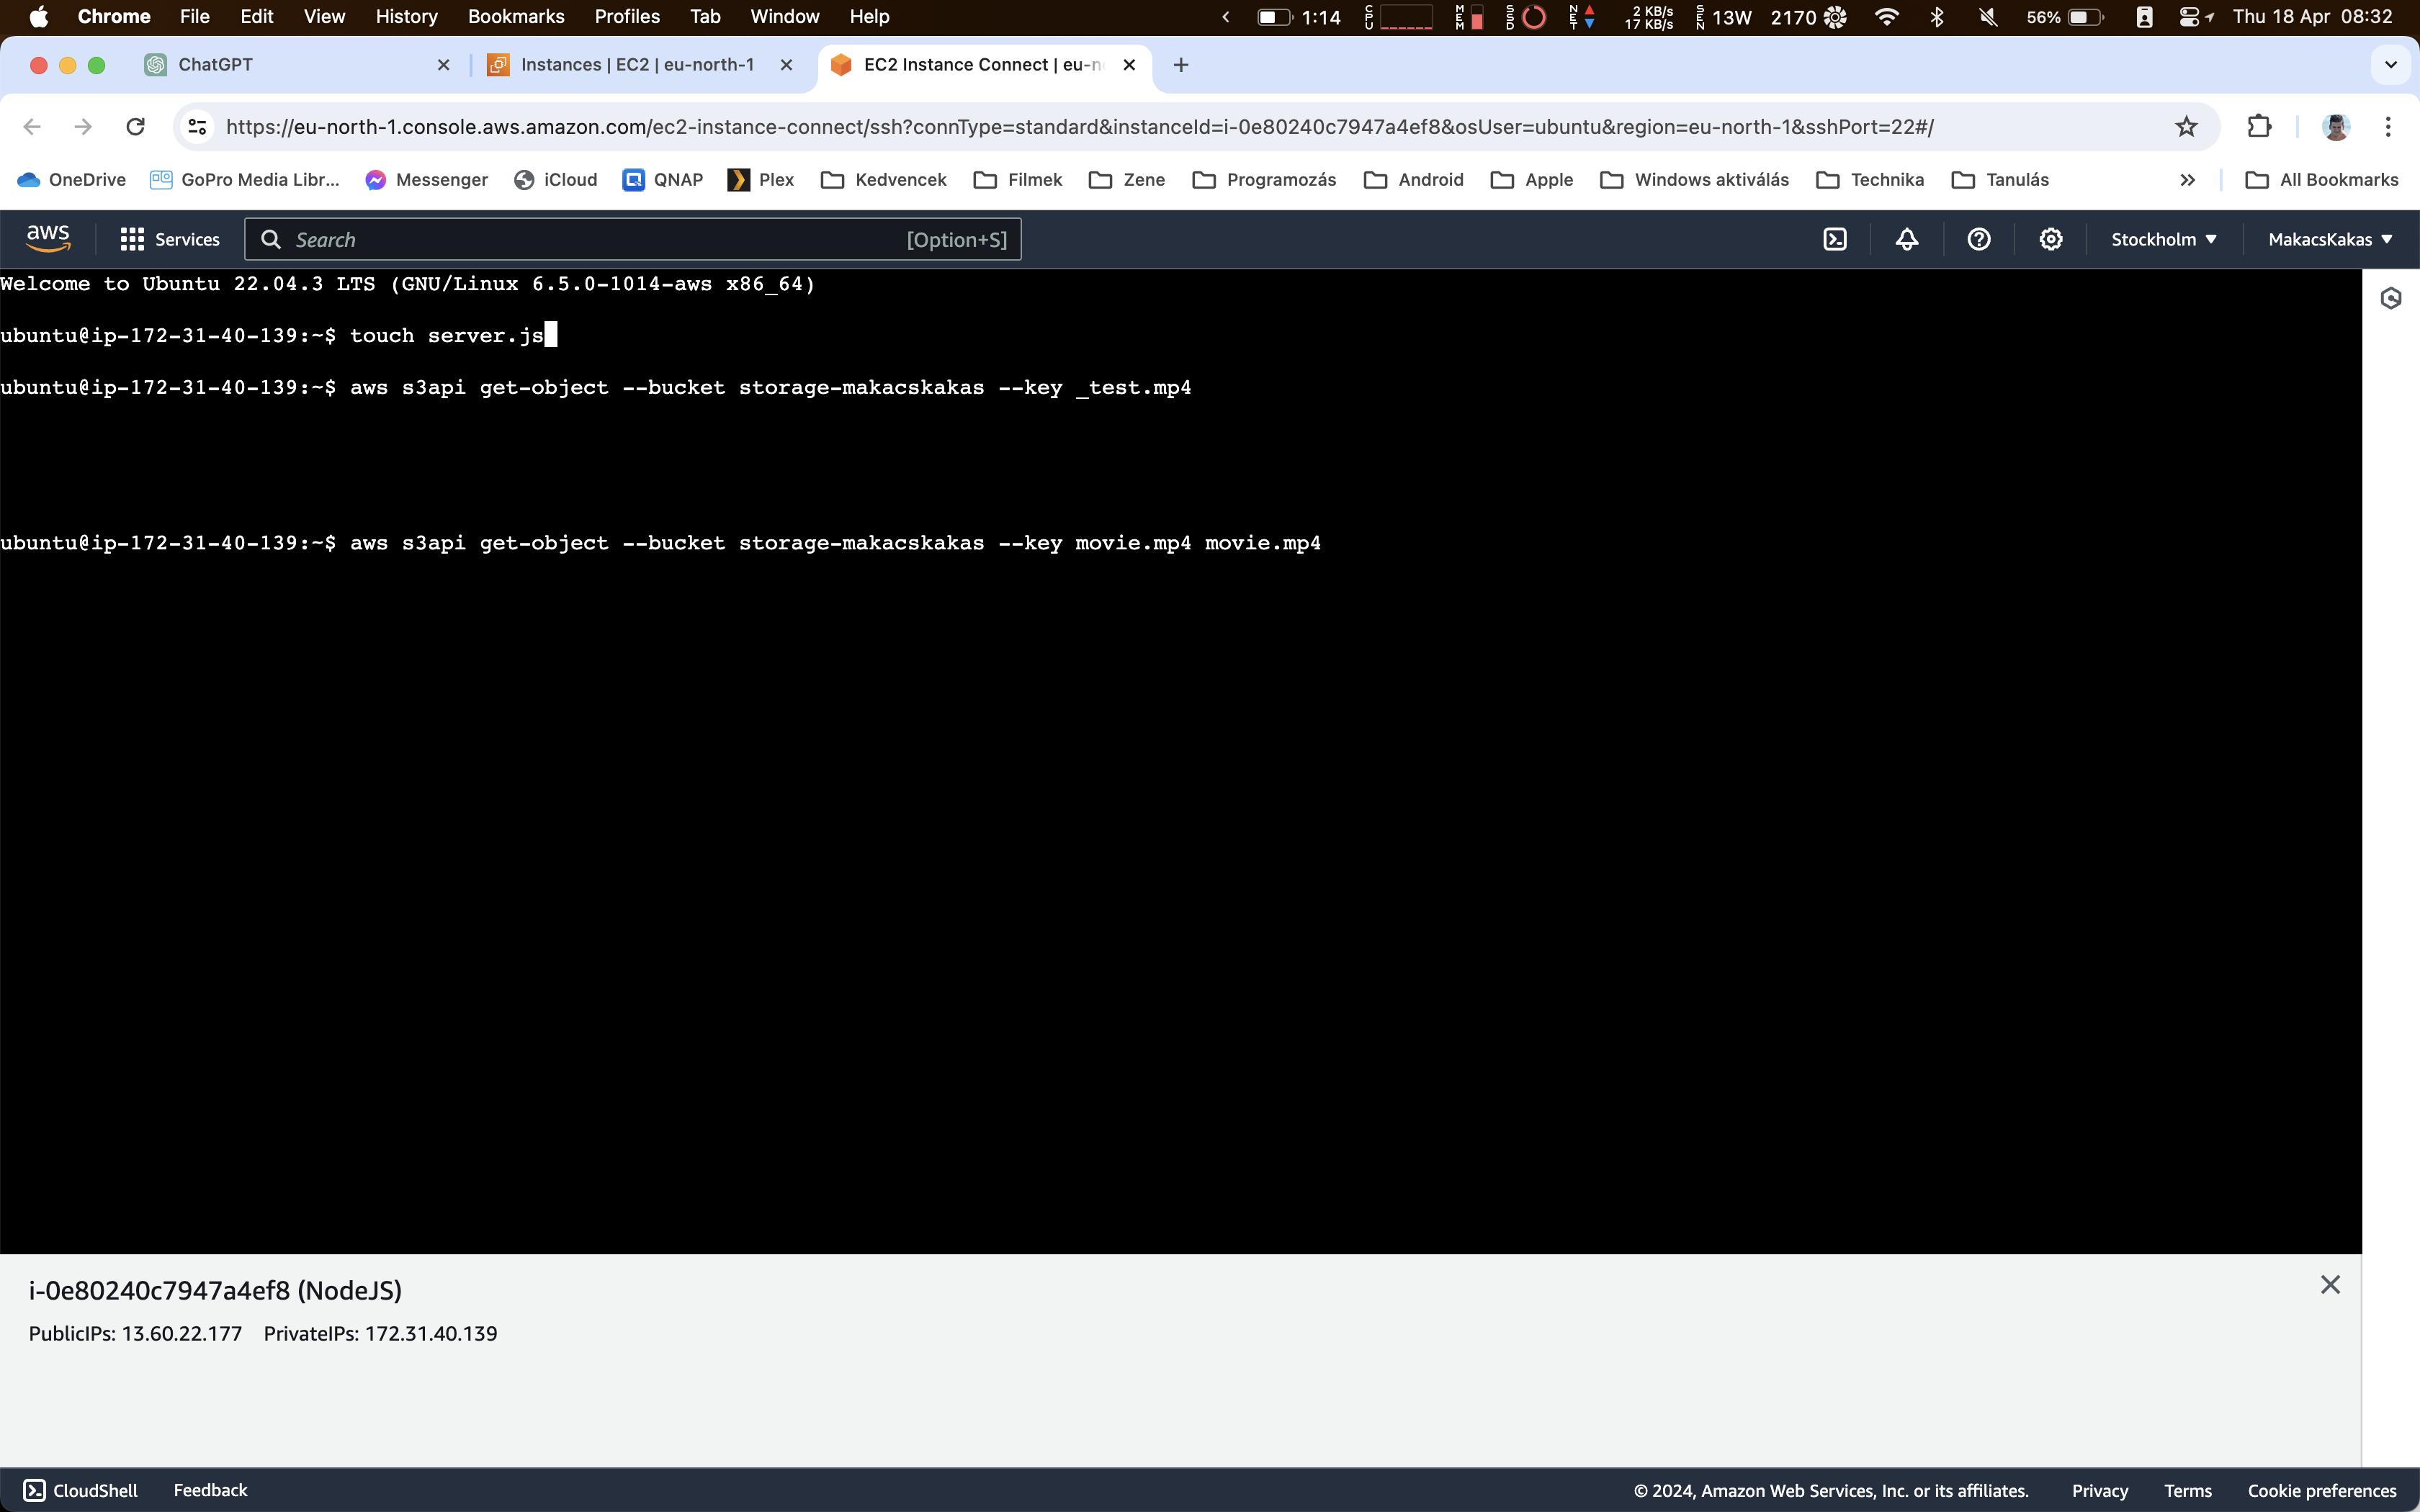 Chrome File Edit View History Bookmarks Profiles Tab Window Help 1:14 CPU MEM SSD NET 2 KB/s 17 KB/s SEN 13W 2170 56% Thu 18 Apr 08:32
ChatGPT Instances | EC2 | eu-north-1 EC2 Instance Connect | eu-n
https://eu-north-1.console.aws.amazon.com/ec2-instance-connect/ssh?connType=standard&instanceId=i-0e80240c7947a4ef8&osUser=ubuntu&region=eu-north-1&sshPort=22#/
OneDrive GoPro Media Libr... Messenger iCloud QNAP Plex Kedvencek Filmek Zene Programozás Android Apple Windows aktiválás Technika Tanulás » All Bookmarks
aws Services Search [Option+S] Stockholm MakacsKakas
Welcome to Ubuntu 22.04.3 LTS (GNU/Linux 6.5.0-1014-aws x86_64)
ubuntu@ip-172-31-40-139:~$ touch server.js
ubuntu@ip-172-31-40-139:~$ aws s3api get-object --bucket storage-makacskakas --key _test.mp4
ubuntu@ip-172-31-40-139:~$ aws s3api get-object --bucket storage-makacskakas --key movie.mp4 movie.mp4
i-0e80240c7947a4ef8 (NodeJS)
PublicIPs: 13.60.22.177 PrivateIPs: 172.31.40.139
CloudShell Feedback © 2024, Amazon Web Services, Inc. or its affiliates. Privacy Terms Cookie preferences